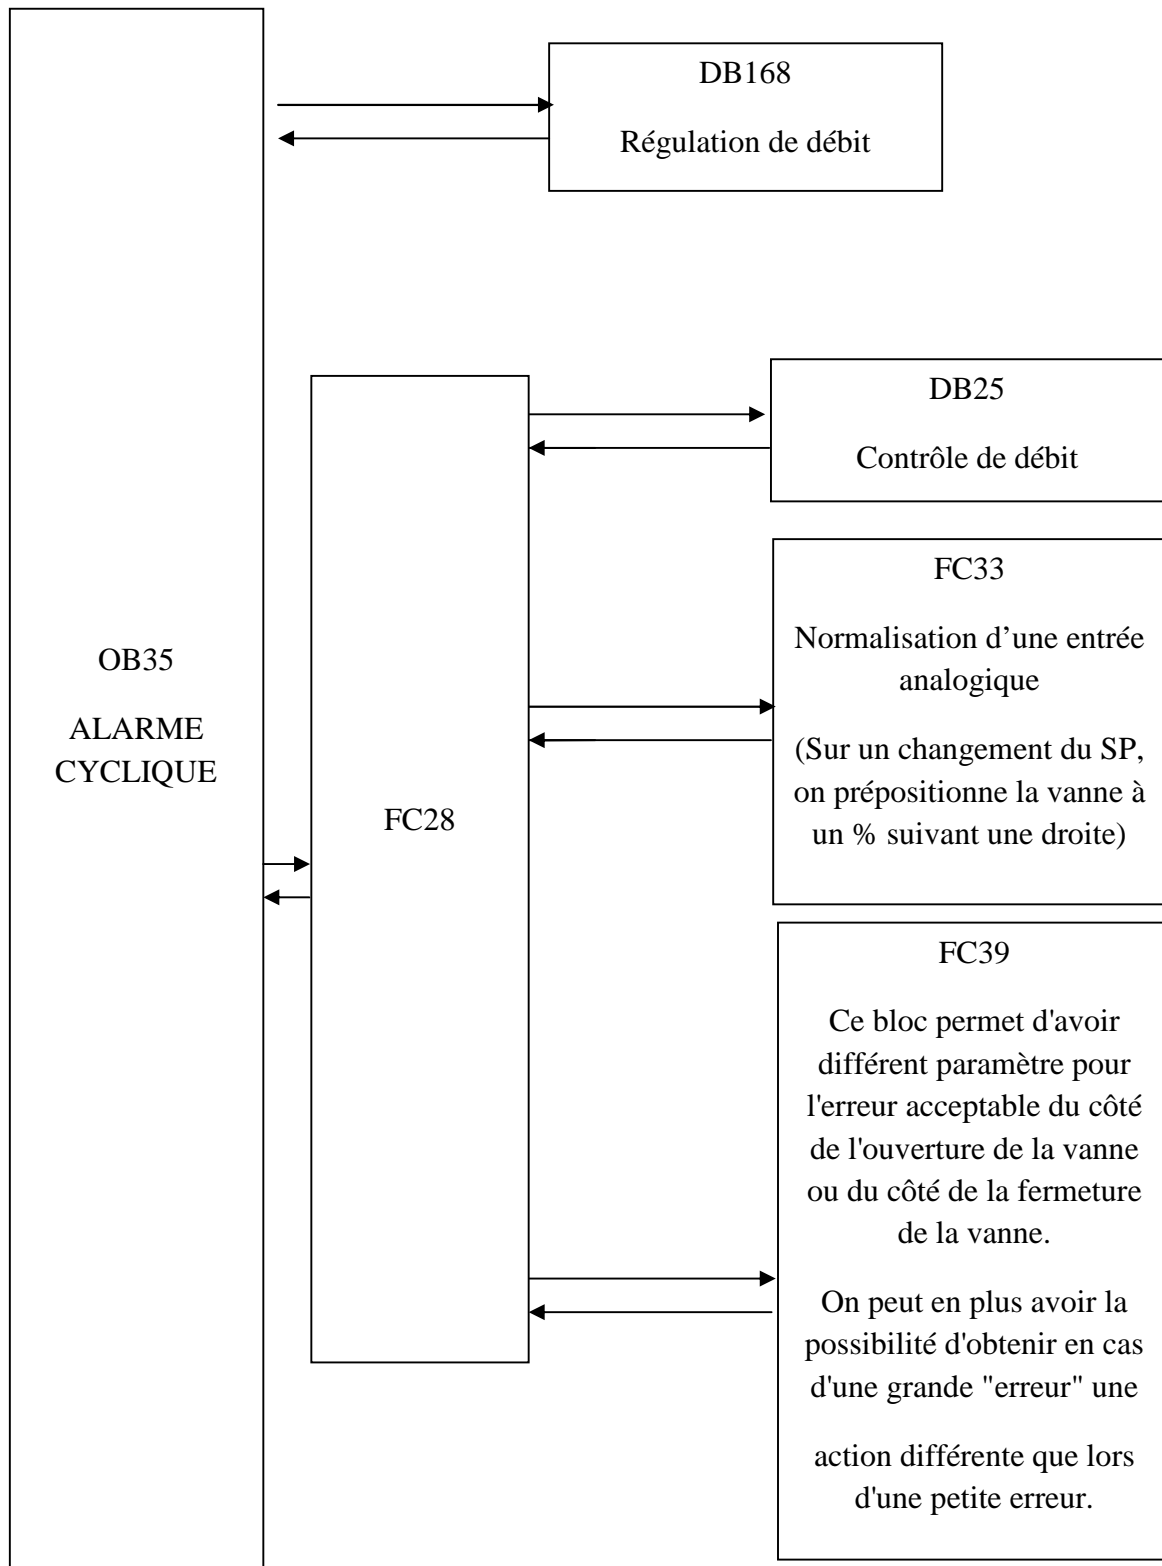 DB168
Régulation de débit
DB25
Contrôle de débit
FC33
Normalisation d’une entrée
analogique
(Sur un changement du SP,
on prépositionne la vanne à
un % suivant une droite)
OB35
ALARME
CYCLIQUE
FC28
FC39
Ce bloc permet d'avoir
différent paramètre pour
l'erreur acceptable du côté
de l'ouverture de la vanne
ou du côté de la fermeture
de la vanne.
On peut en plus avoir la
possibilité d'obtenir en cas
d'une grande "erreur" une
action différente que lors
d'une petite erreur.